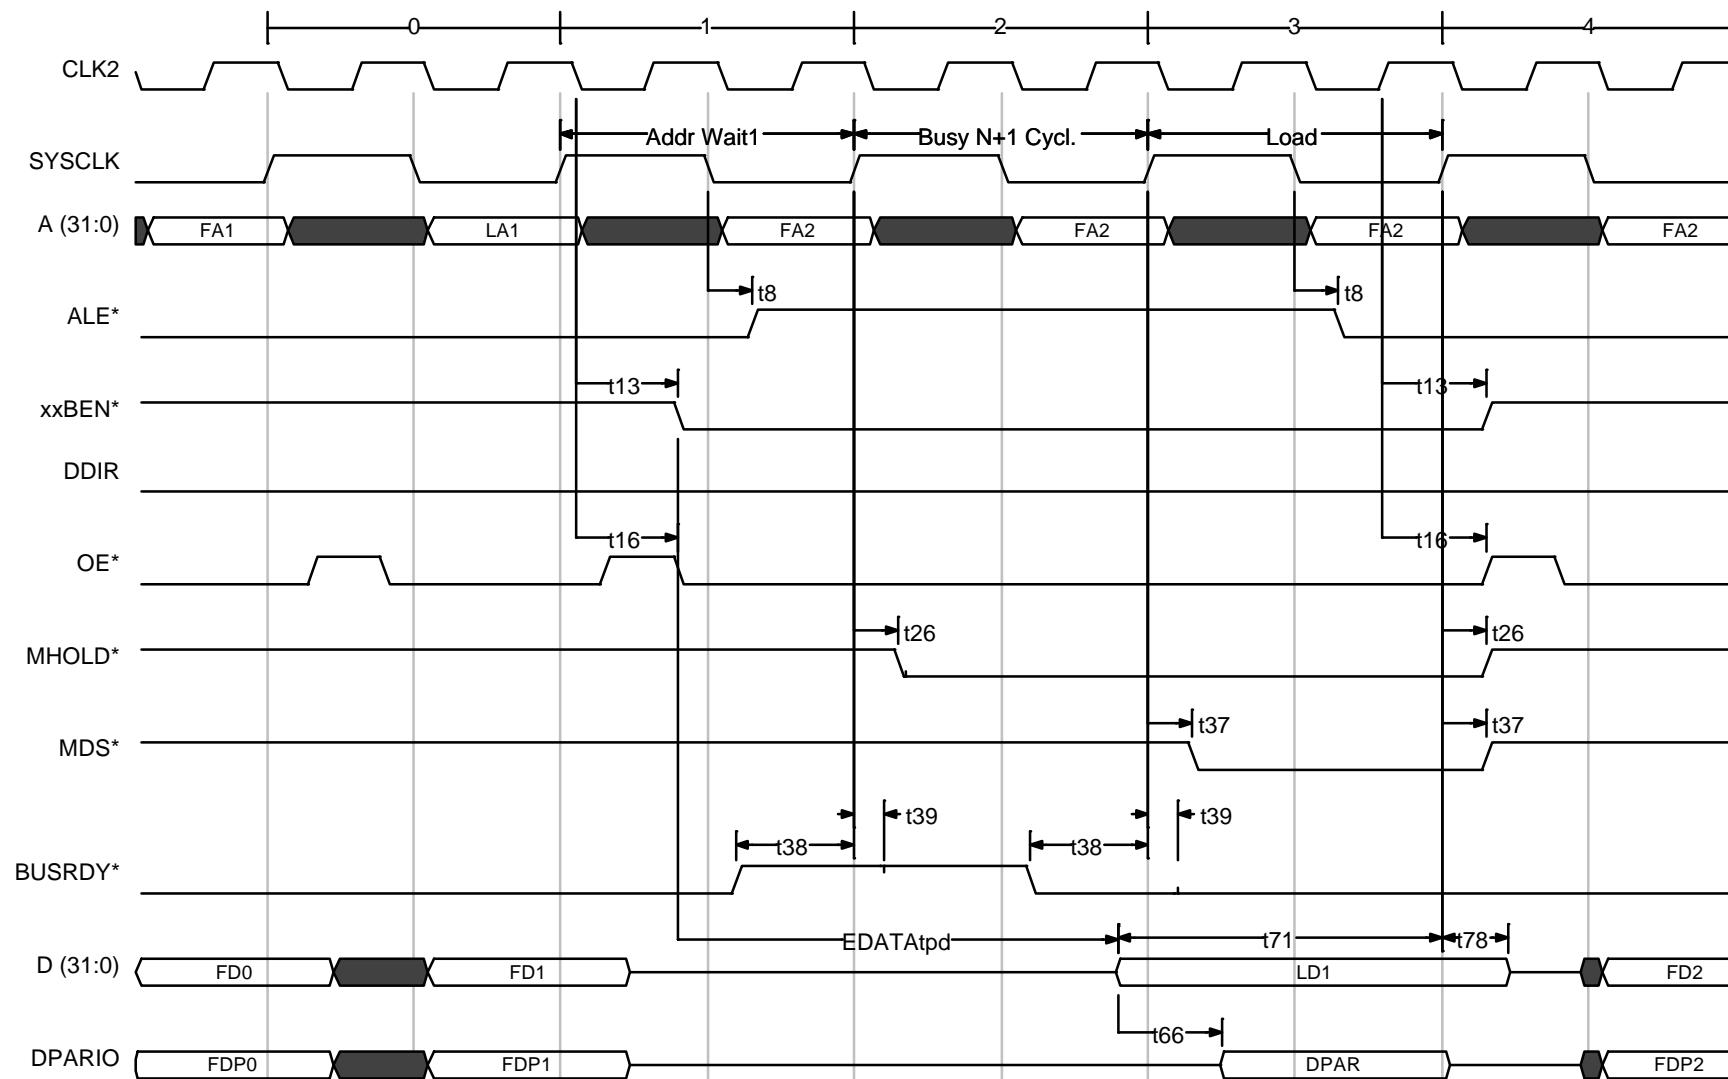 0 1 2 3 4
CLK2
Addr Wait1 Busy N+1 Cycl. Load
SYSCLK
A (31:0) FA1 LA1 FA2 FA2 FA2 FA2
t8 t8
ALE*
t13 t13
xxBEN*
DDIR
t16 t16
OE*
t26 t26
MHOLD*
t37 t37
MDS*
t39 t39
t38 t38
BUSRDY*
EDATAtpd t71 t78
D (31:0) FD0 FD1 LD1 FD2
t66
DPARIO FDP0 FDP1 DPAR FDP2